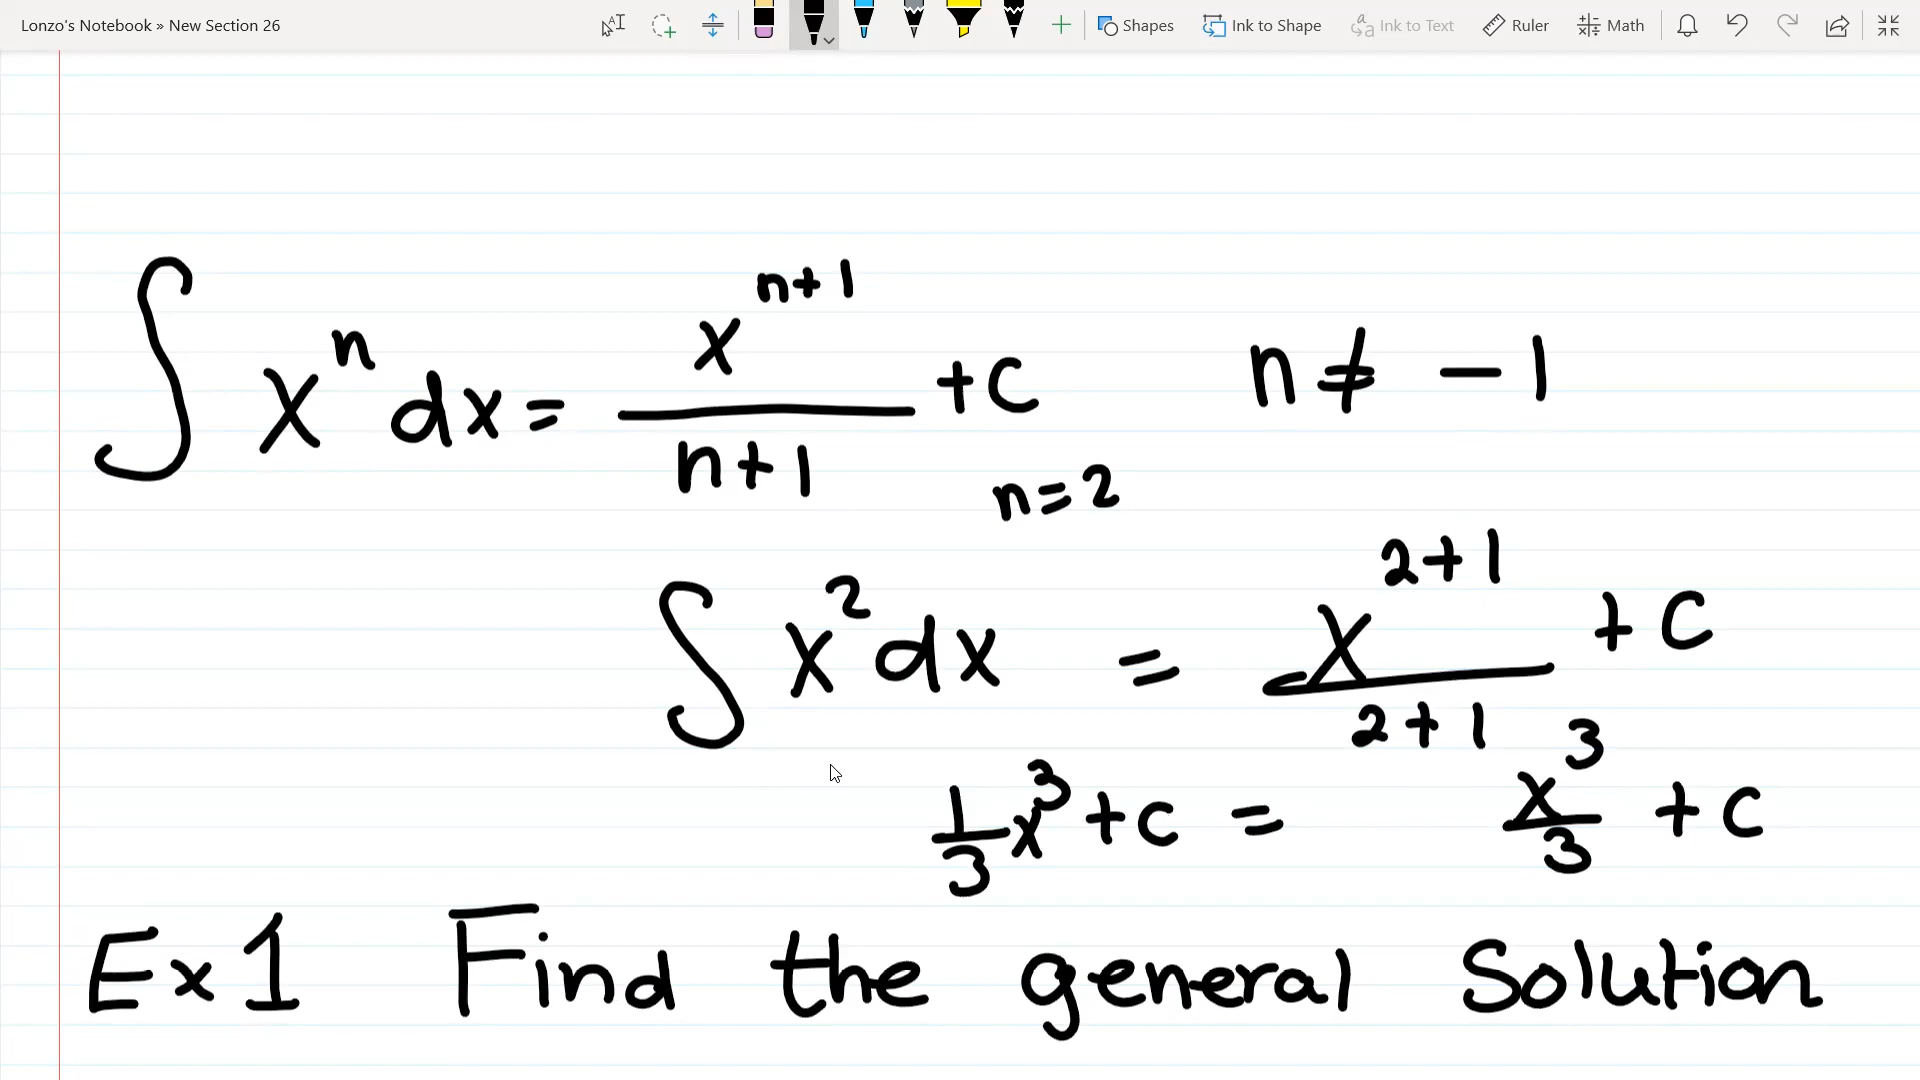 Lonzo's Notebook » New Section 26 Shapes Ink to Shape Ink to Text Ruler Math
∫ xⁿ dx = xⁿ⁺¹ / n+1 + c n ≠ -1
n = 2
∫ x² dx = x²⁺¹ / 2+1 + c
1/3 x³ + c = x³/3 + c
Ex 1 Find the general Solution